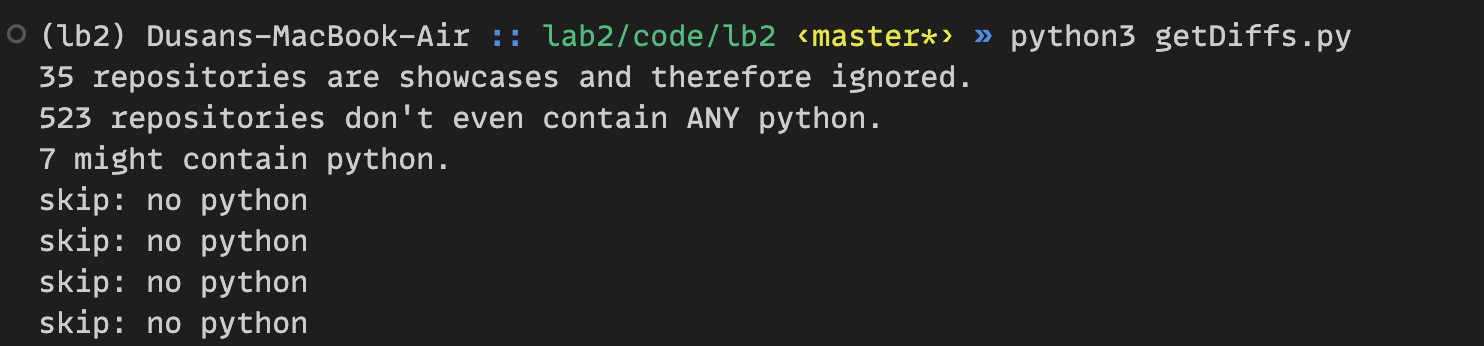 (lb2) Dusans-MacBook-Air :: lab2/code/lb2 ‹master*› » python3 getDiffs.py
35 repositories are showcases and therefore ignored.
523 repositories don't even contain ANY python.
7 might contain python.
skip: no python
skip: no python
skip: no python
skip: no python